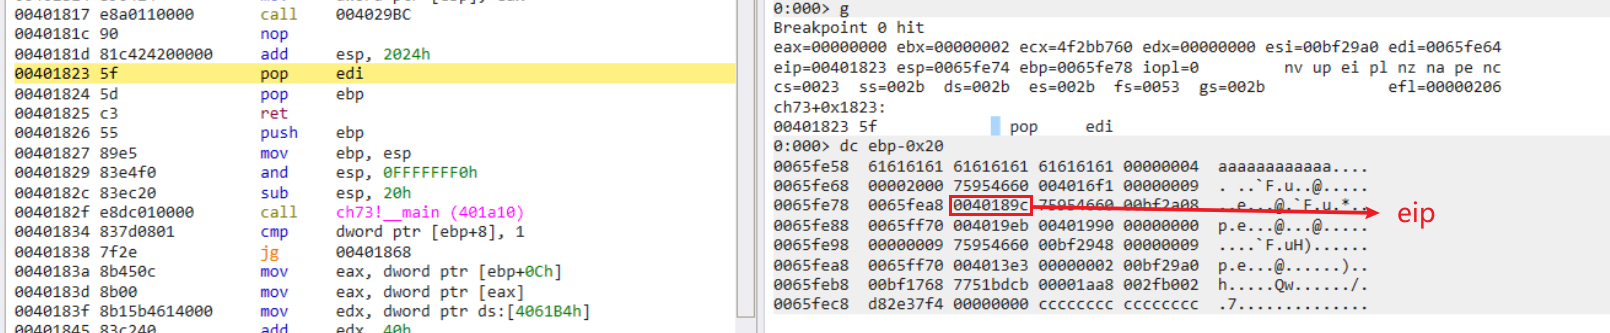 00401817 e8a0110000 call 004029BC
0040181c 90 nop
0040181d 81c424200000 add esp, 2024h
00401823 5f pop edi
00401824 5d pop ebp
00401825 c3 ret
00401826 55 push ebp
00401827 89e5 mov ebp, esp
00401829 83e4f0 and esp, 0FFFFFFF0h
0040182c 83ec20 sub esp, 20h
0040182f e8dc010000 call ch73!__main (401a10)
00401834 837d0801 cmp dword ptr [ebp+8], 1
00401838 7f2e jg 00401868
0040183a 8b450c mov eax, dword ptr [ebp+0Ch]
0040183d 8b00 mov eax, dword ptr [eax]
0040183f 8b15b4614000 mov edx, dword ptr ds:[4061B4h]
00401845 83c240 add edx, 40h
0:000> g
Breakpoint 0 hit
eax=00000000 ebx=00000002 ecx=4f2bb760 edx=00000000 esi=00bf29a0 edi=0065fe64
eip=00401823 esp=0065fe74 ebp=0065fe78 iopl=0 nv up ei pl nz na pe nc
cs=0023 ss=002b ds=002b es=002b fs=0053 gs=002b efl=00000206
ch73+0x1823:
00401823 5f pop edi
0:000> dc ebp-0x20
0065fe58 61616161 61616161 61616161 00000004 aaaaaaaaaaaa....
0065fe68 00002000 75954660 004016f1 00000009 . ..`F.u..@.....
0065fe78 0065fea8 0040189c 75954660 00bf2a08 ..e...@.`F.u.*..
0065fe88 0065ff70 004019eb 00401990 00000000 p.e...@...@.....
0065fe98 00000009 75954660 00bf2948 00000009 ....`F.uH)......
0065fea8 0065ff70 004013e3 00000002 00bf29a0 p.e...@......)..
0065feb8 00bf1768 7751bdcb 00001aa8 002fb002 h.....Qw....../.
0065fec8 d82e37f4 00000000 cccccccc cccccccc .7..............
eip